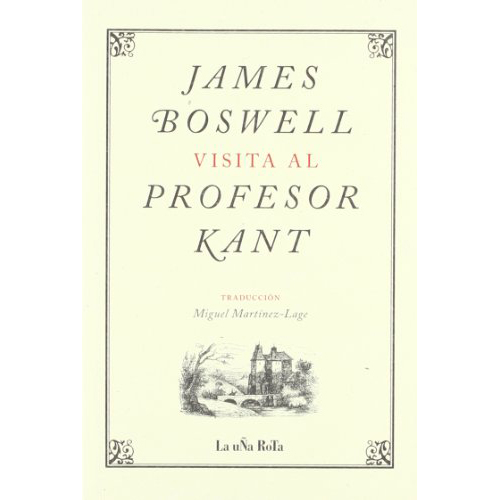 JAMES
BOSWELL
VISITA AL
PROFESOR
KANT
TRADUCCIÓN
Miguel Martínez-Lage
La uÑa RoTa